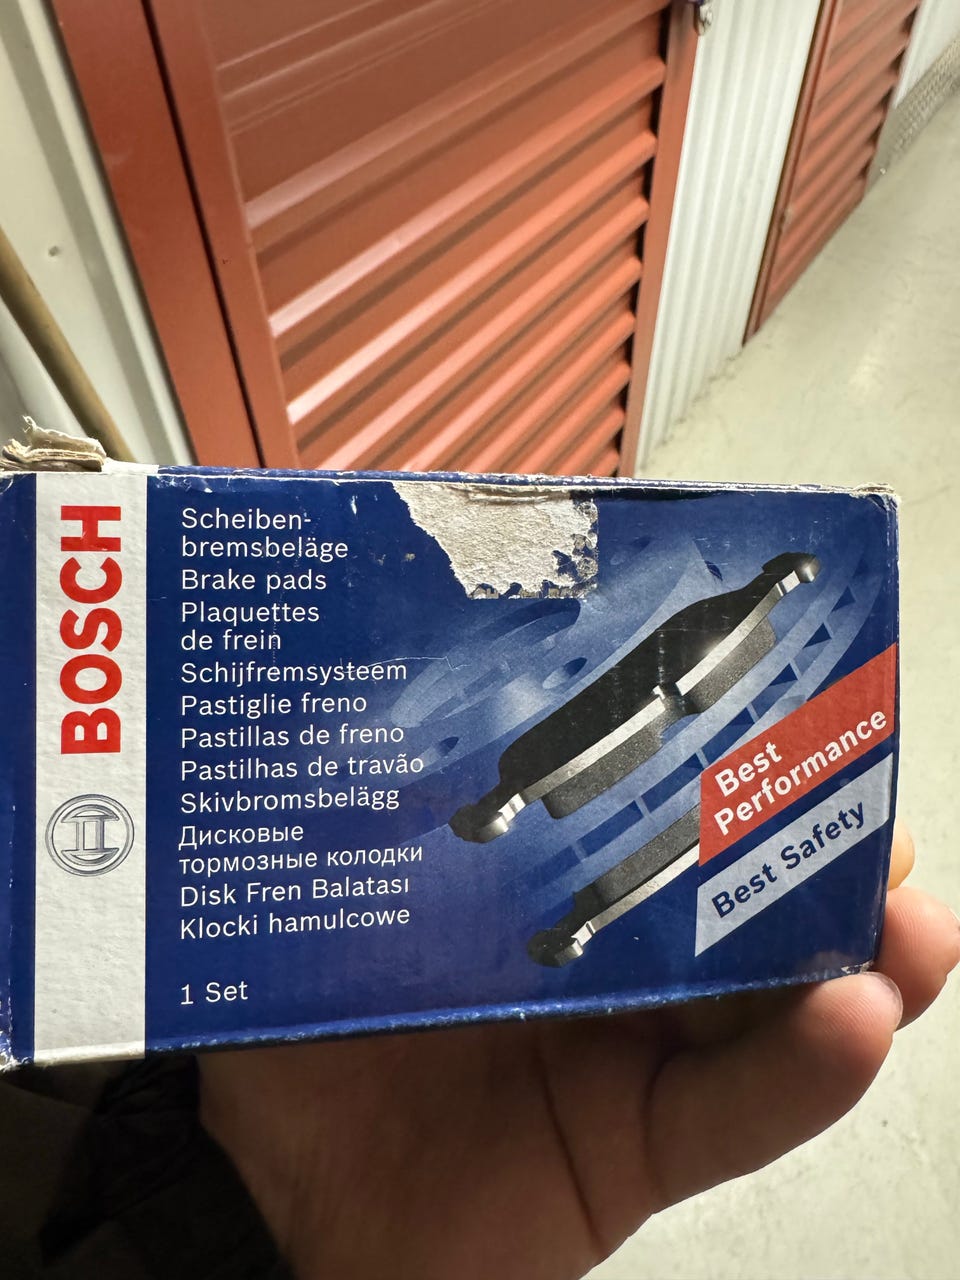 BOSCH
Scheiben-
bremsbeläge
Brake pads
Plaquettes
de frein
Schijfremsysteem
Pastiglie freno
Pastillas de freno
Pastilhas de travão
Skivbromsbelägg
Дисковые
тормозные колодки
Disk Fren Balatası
Klocki hamulcowe
1 Set
Best
Performance
Best Safety